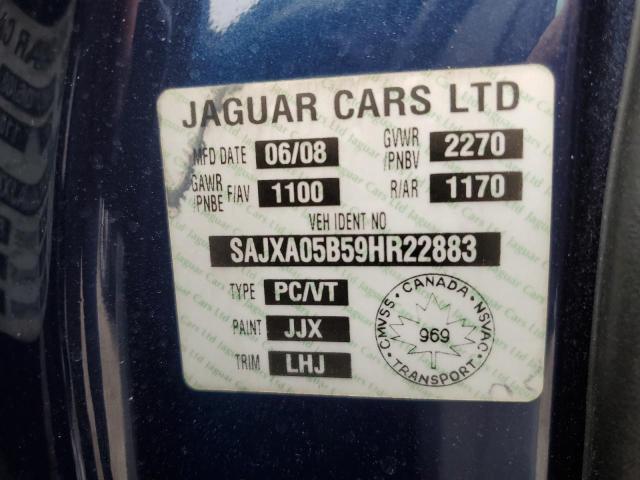 JAGUAR CARS LTD
MFD DATE 06/08 GVWR /PNBV 2270
GAWR /PNBE F/AV 1100 R/AR 1170
VEH IDENT NO
SAJXA05B59HR22883
TYPE PC/VT
PAINT JJX
TRIM LHJ
CANADA
CMVSS NSVAC
969
TRANSPORT